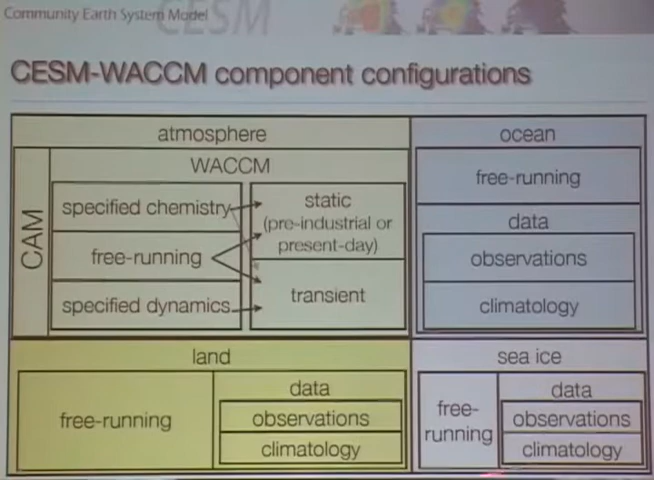 Community Earth System Model
CESM
CESM-WACCM component configurations
atmosphere
CAM
WACCM
specified chemistry
free-running
specified dynamics
static
(pre-industrial or
present-day)
transient
ocean
free-running
data
observations
climatology
land
free-running
data
observations
climatology
sea ice
free-
running
data
observations
climatology